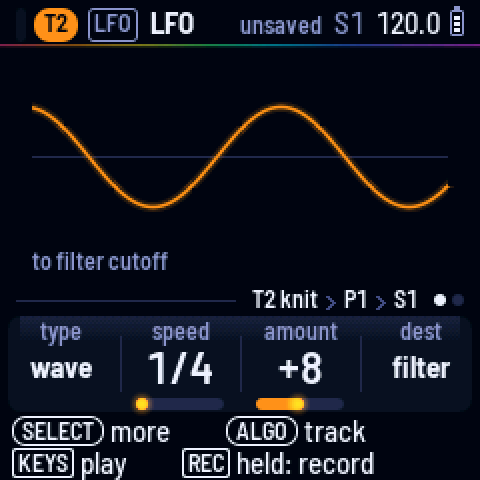 T2 LFO LFO unsaved S1 120.0
to filter cutoff
T2 knit > P1 > S1
type speed amount dest
wave 1/4 +8 filter
SELECT more ALGO track
KEYS play REC held: record